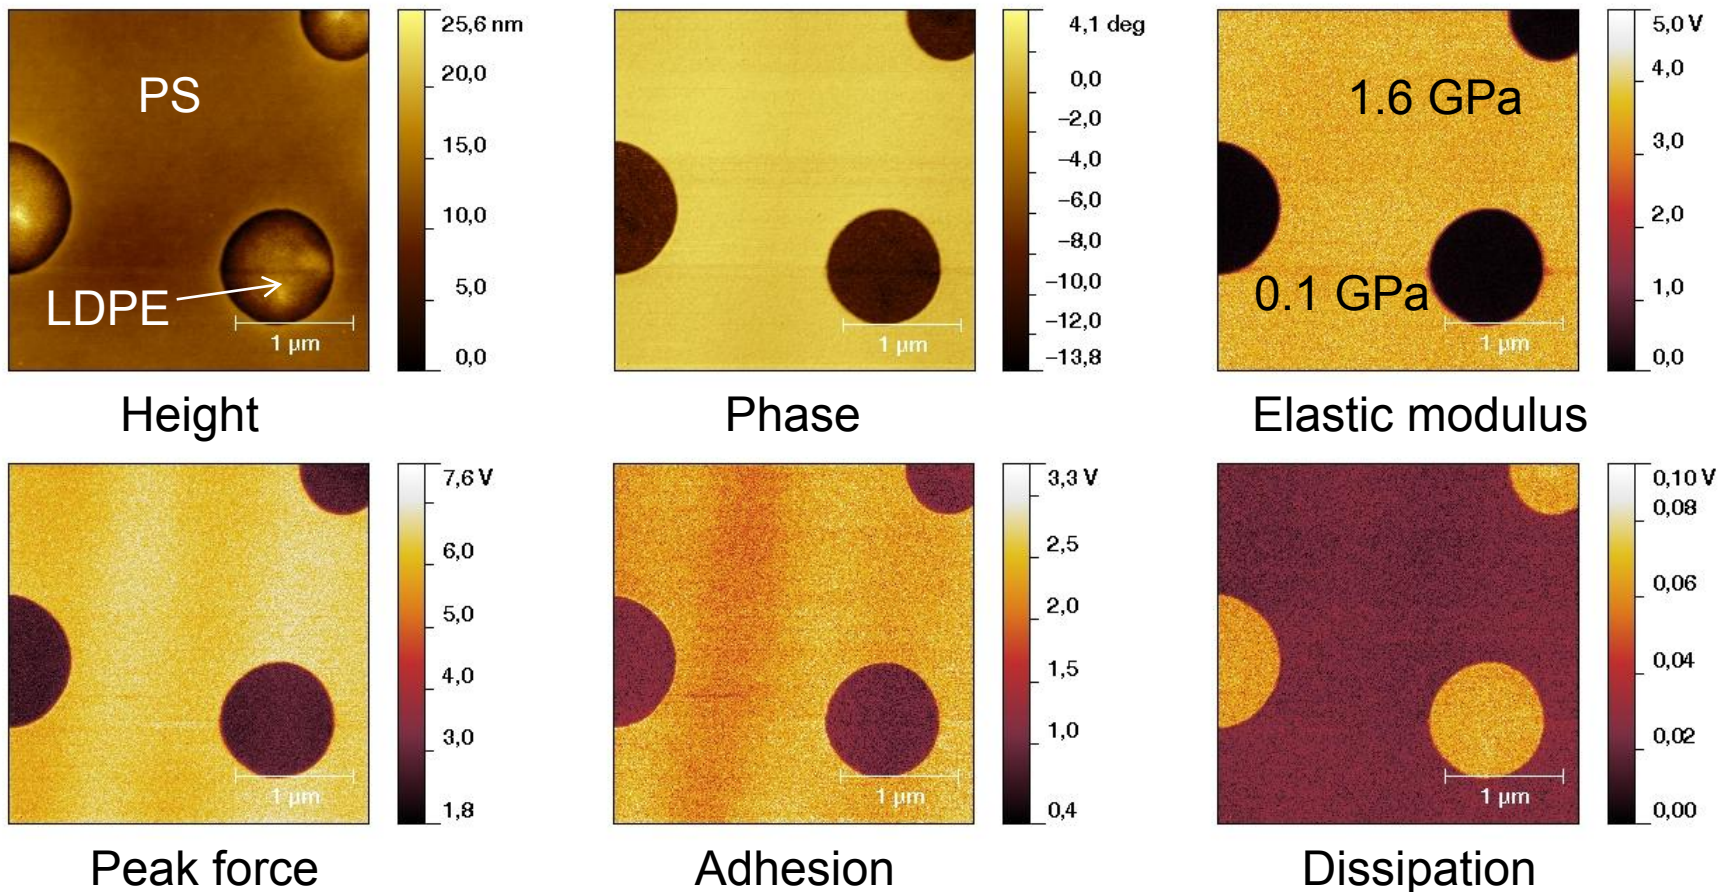 PS
LDPE
1 µm
25,6 nm
20,0
15,0
10,0
5,0
0,0
Height
1 µm
4,1 deg
0,0
−2,0
−4,0
−6,0
−8,0
−10,0
−12,0
−13,8
Phase
1.6 GPa
0.1 GPa
1 µm
5,0 V
4,0
3,0
2,0
1,0
0,0
Elastic modulus
1 µm
7,6 V
6,0
5,0
4,0
3,0
1,8
Peak force
1 µm
3,3 V
2,5
2,0
1,5
1,0
0,4
Adhesion
1 µm
0,10 V
0,08
0,06
0,04
0,02
0,00
Dissipation